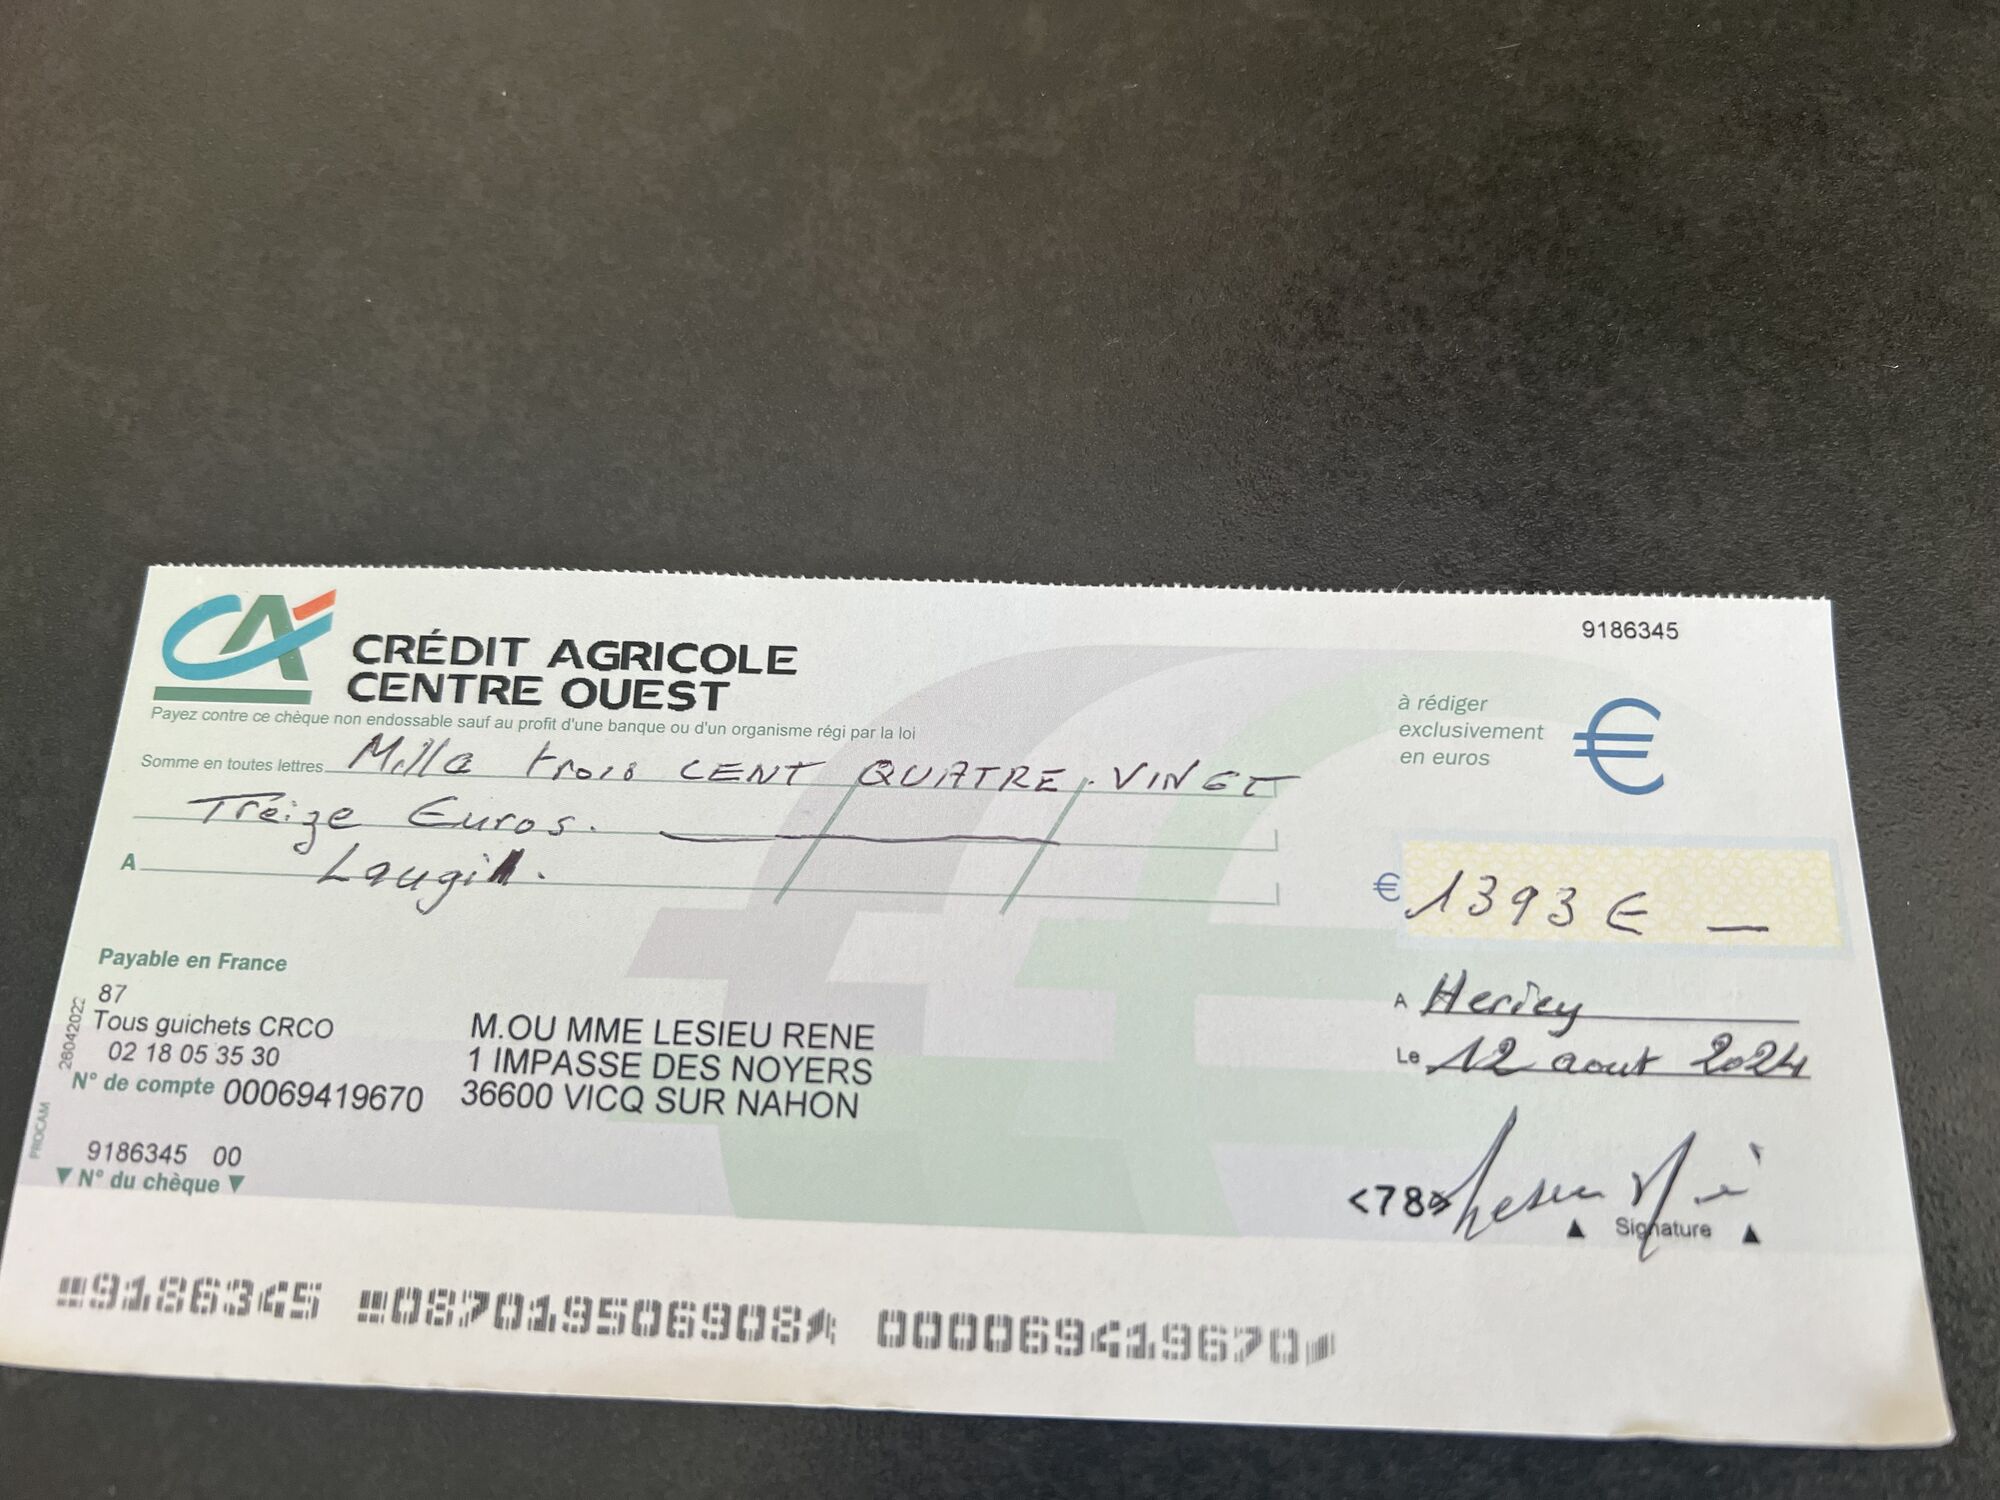 CA
CRÉDIT AGRICOLE
CENTRE OUEST
9186345
Payez contre ce chèque non endossable sauf au profit d'une banque ou d'un organisme régi par la loi
à rédiger
exclusivement
en euros
€
Somme en toutes lettres Mille trois CENT QUATRE-VINGT
Treize Euros.
A
€ 1393 € —
Payable en France
87
Tous guichets CRCO
02 18 05 35 30
N° de compte 00069419670
M.OU MME LESIEU RENE
1 IMPASSE DES NOYERS
36600 VICQ SUR NAHON
A
Le 12 aout 2024
26042022
PROCAM
9186345 00
▼ N° du chèque ▼
<78>
▲ Signature ▲
9186345 087019506908 000069419670